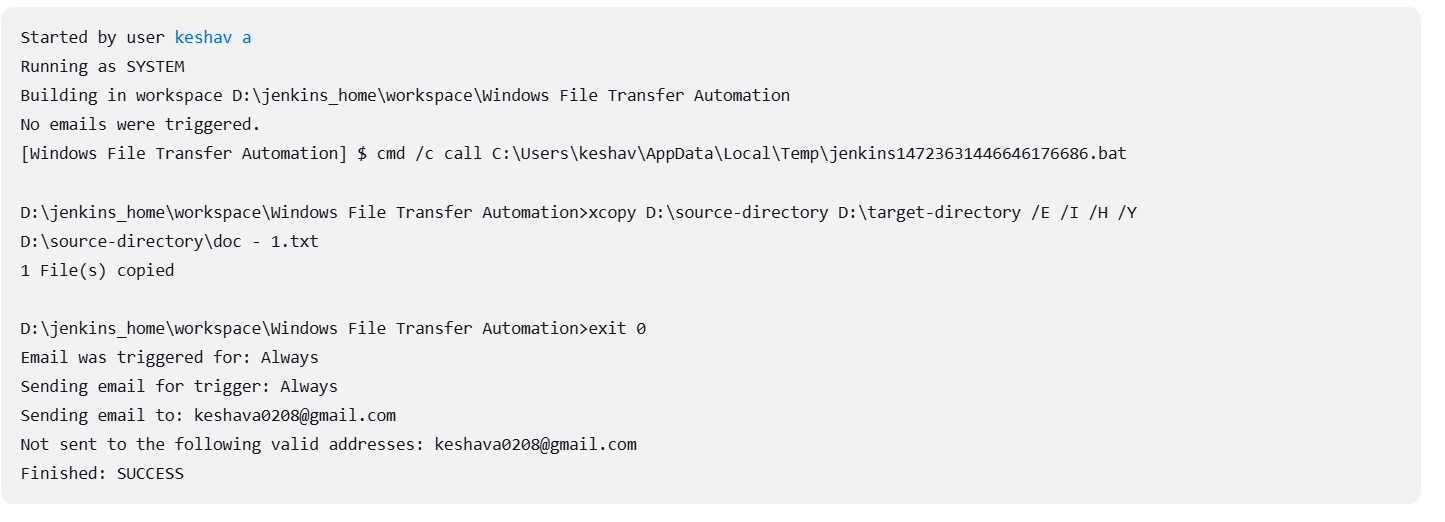 Started by user keshav a
Running as SYSTEM
Building in workspace D:\jenkins_home\workspace\Windows File Transfer Automation
No emails were triggered.
[Windows File Transfer Automation] $ cmd /c call C:\Users\keshav\AppData\Local\Temp\jenkins14723631446646176686.bat
D:\jenkins_home\workspace\Windows File Transfer Automation>xcopy D:\source-directory D:\target-directory /E /I /H /Y
D:\source-directory\doc - 1.txt
1 File(s) copied
D:\jenkins_home\workspace\Windows File Transfer Automation>exit 0
Email was triggered for: Always
Sending email for trigger: Always
Sending email to: keshava0208@gmail.com
Not sent to the following valid addresses: keshava0208@gmail.com
Finished: SUCCESS